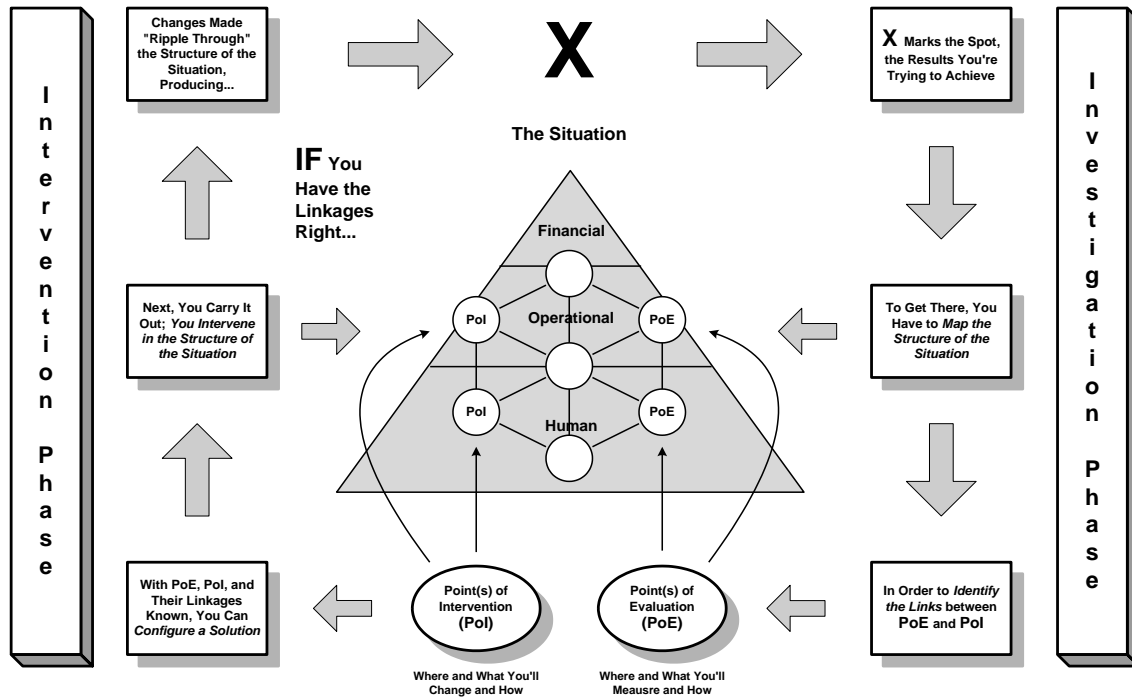 Intervention Phase
Changes Made
"Ripple Through"
the Structure of the
Situation,
Producing...
X
X Marks the Spot,
the Results You're
Trying to Achieve
Investigation Phase
The Situation
IF You
Have the
Linkages
Right...
Financial
Next, You Carry It
Out; You Intervene
in the Structure of
the Situation
PoI
Operational
PoE
To Get There, You
Have to Map the
Structure of the
Situation
PoI
PoE
Human
With PoE, PoI, and
Their Linkages
Known, You Can
Configure a Solution
Point(s) of
Intervention
(PoI)
Point(s) of
Evaluation
(PoE)
In Order to Identify
the Links between
PoE and PoI
Where and What You'll
Change and How
Where and What You'll
Meausre and How